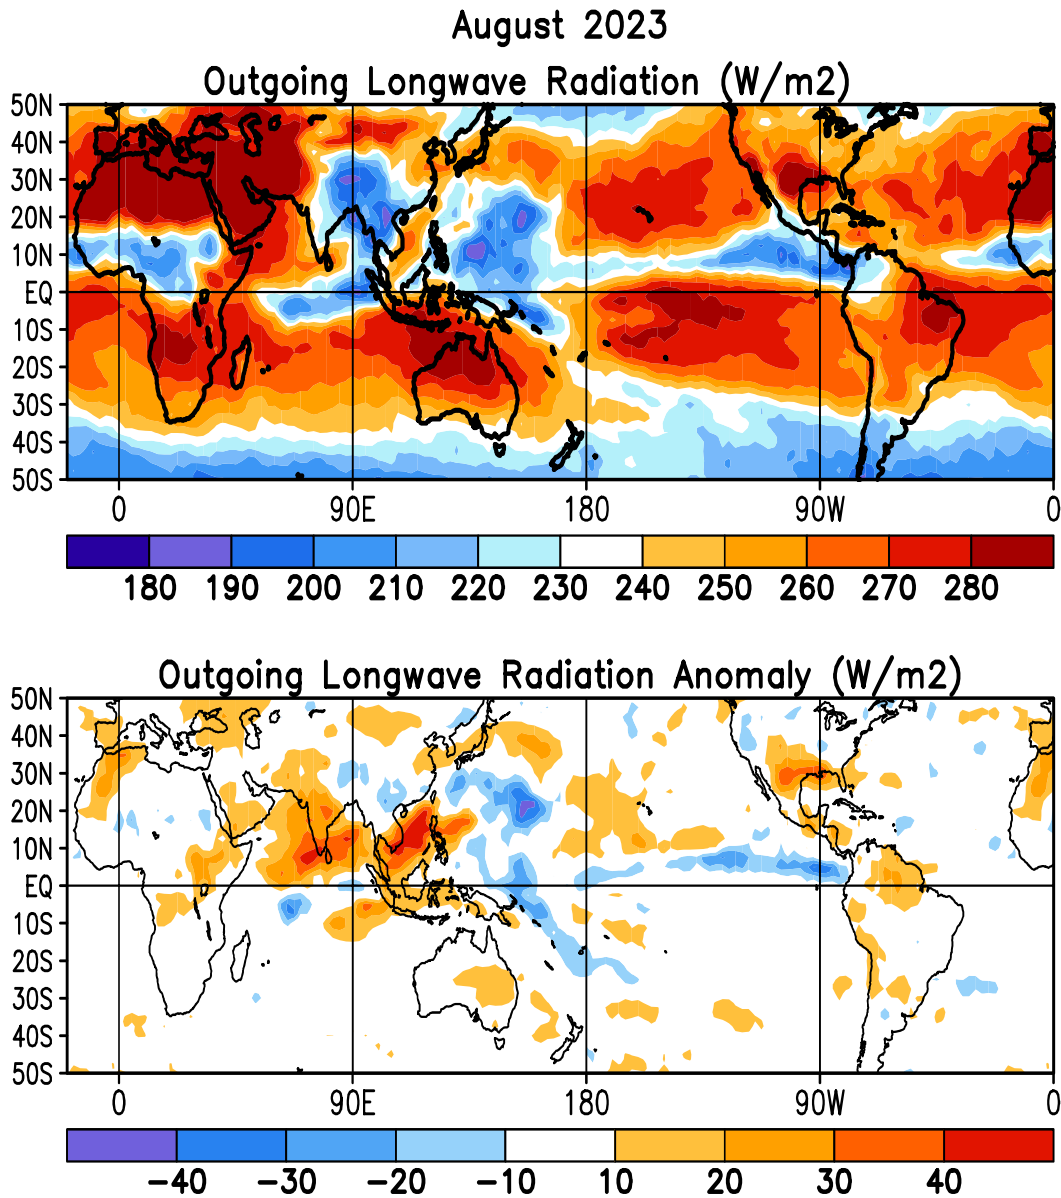 August 2023
Outgoing Longwave Radiation (W/m2)
50N
40N
30N
20N
10N
EQ
10S
20S
30S
40S
50S
0 90E 180 90W 0
180 190 200 210 220 230 240 250 260 270 280
Outgoing Longwave Radiation Anomaly (W/m2)
50N
40N
30N
20N
10N
EQ
10S
20S
30S
40S
50S
0 90E 180 90W 0
-40 -30 -20 -10 10 20 30 40